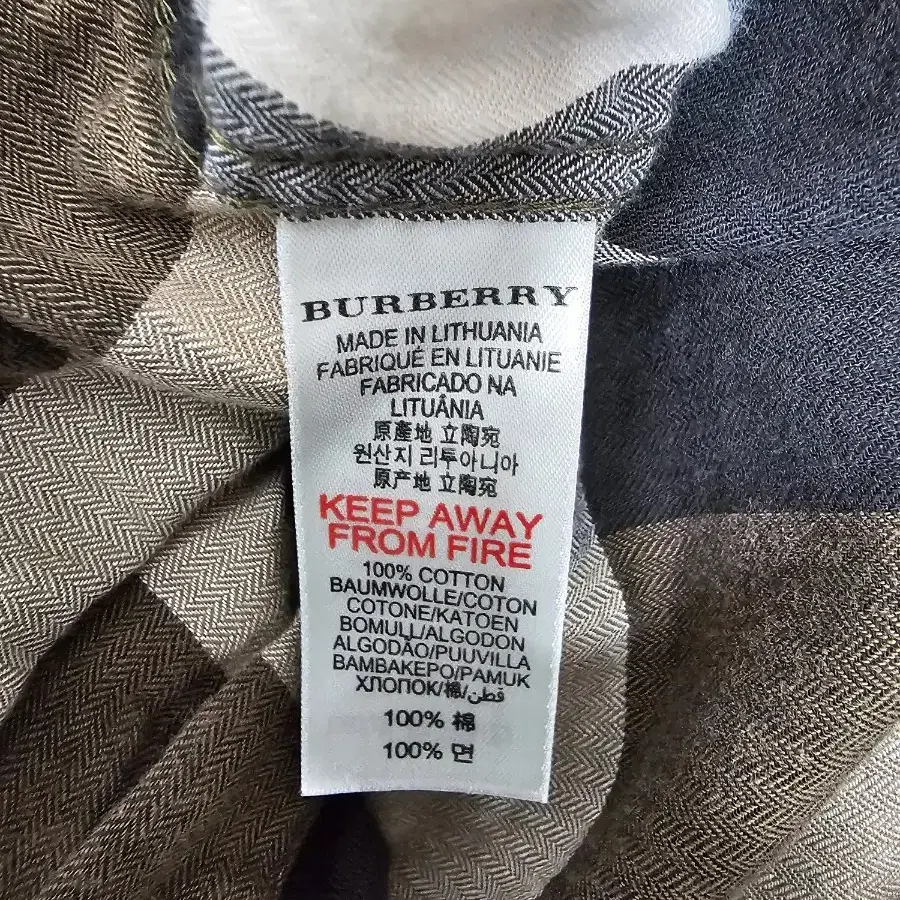 BURBERRY
MADE IN LITHUANIA
FABRIQUÉ EN LITUANIE
FABRICADO NA
LITUÂNIA
原產地 立陶宛
원산지 리투아니아
原产地 立陶宛
KEEP AWAY
FROM FIRE
100% COTTON
BAUMWOLLE/COTON
COTONE/KATOEN
BOMULL/ALGODON
ALGODÃO/PUUVILLA
BAMBAKEPO/PAMUK
ХЛОПОК/棉/قطن
100% 棉
100% 면